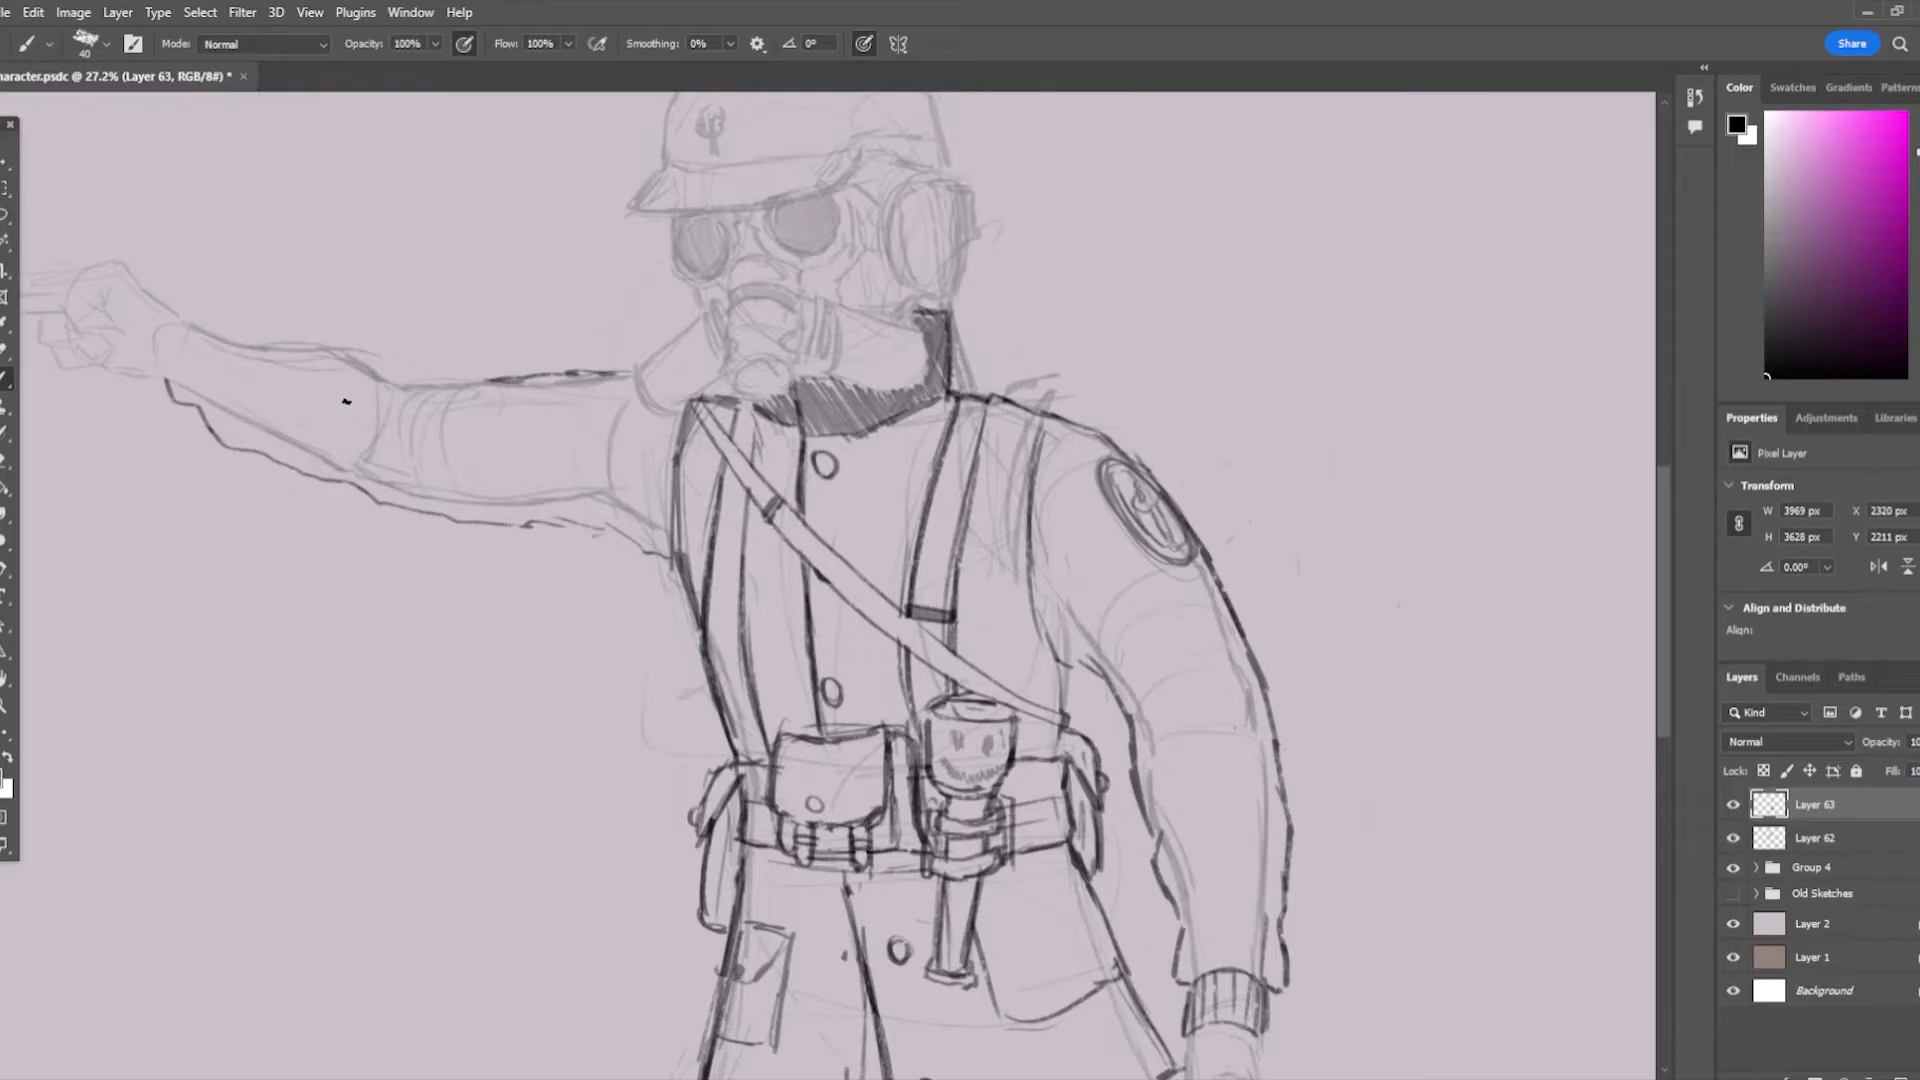 le Edit Image Layer Type Select Filter 3D View Plugins Window Help
40 Mode: Normal Opacity: 100% Flow: 100% Smoothing: 0% 0° Share
haracter.psdc @ 27.2% (Layer 63, RGB/8#) *
Color Swatches Gradients Patterns
Properties Adjustments Libraries
Pixel Layer
Transform
W 3969 px X 2320 px
H 3628 px Y 2211 px
0.00°
Align and Distribute
Align:
Layers Channels Paths
Kind
Normal Opacity: 10
Lock: Fill: 10
Layer 63
Layer 62
Group 4
Old Sketches
Layer 2
Layer 1
Background